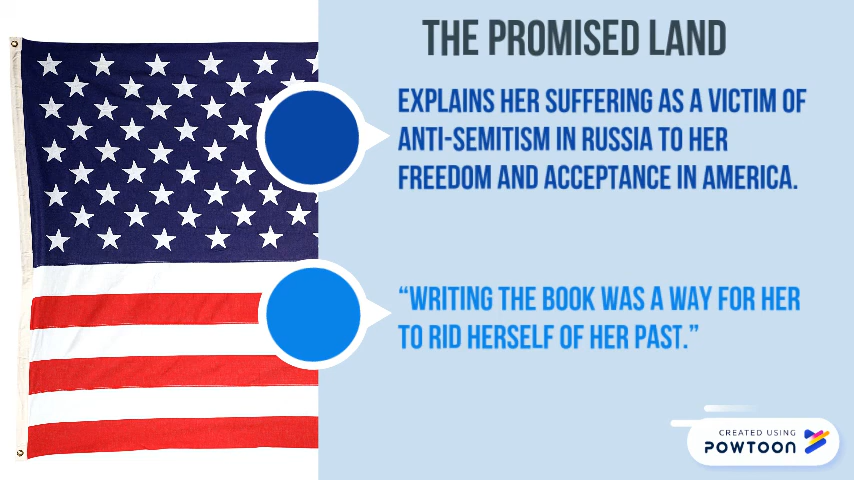 THE PROMISED LAND
EXPLAINS HER SUFFERING AS A VICTIM OF
ANTI-SEMITISM IN RUSSIA TO HER
FREEDOM AND ACCEPTANCE IN AMERICA.
“WRITING THE BOOK WAS A WAY FOR HER
TO RID HERSELF OF HER PAST.”
CREATED USING
POWTOON